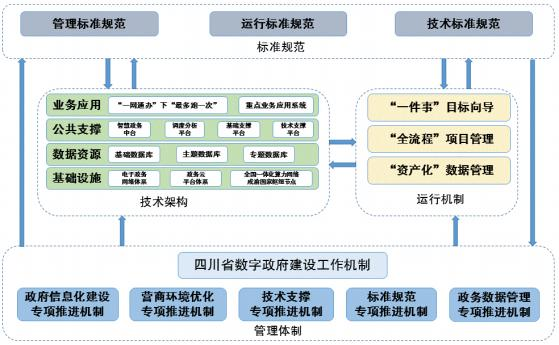 管理标准规范
运行标准规范
技术标准规范
标准规范
业务应用
“一网通办”下“最多跑一次”
重点业务应用系统
公共支撑
智慧政务
中台
调度分析
平台
基础支撑
平台
技术支撑
平台
数据资源
基础数据库
主题数据库
专题数据库
基础设施
电子政务
网络体系
政务云
平台体系
全国一体化算力网络
成渝国家枢纽节点
技术架构
“一件事”目标向导
“全流程”项目管理
“资产化”数据管理
运行机制
四川省数字政府建设工作机制
政府信息化建设
专项推进机制
营商环境优化
专项推进机制
技术支撑
专项推进机制
标准规范
专项推进机制
政务数据管理
专项推进机制
管理体制